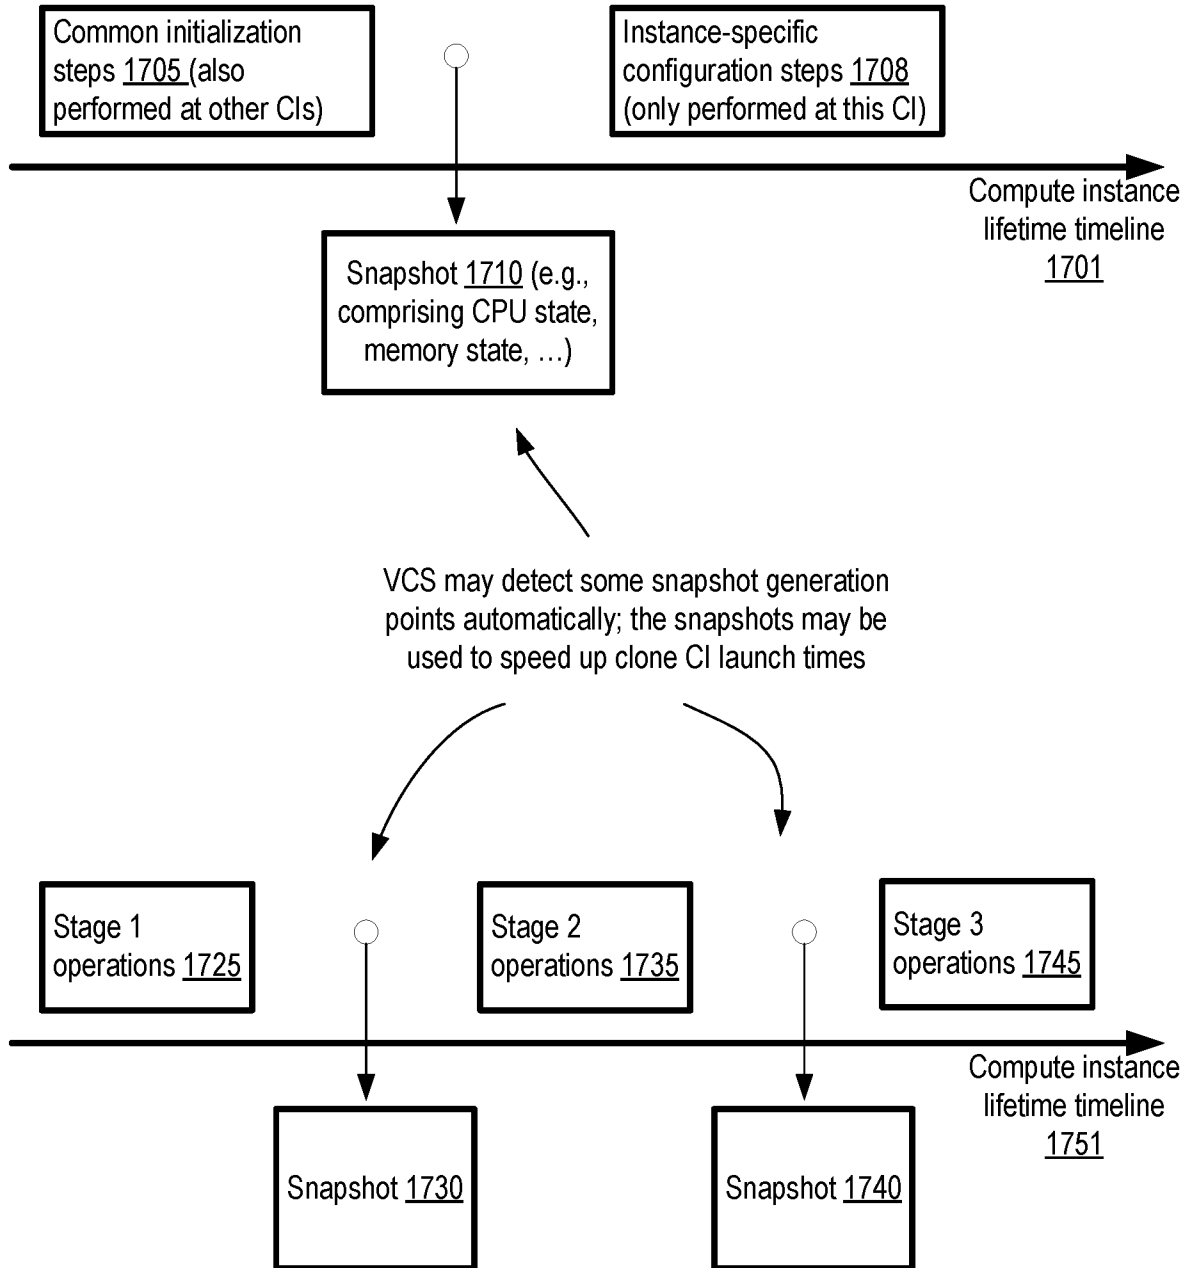 Common initialization
steps 1705 (also
performed at other CIs)
Instance-specific
configuration steps 1708
(only performed at this CI)
Compute instance
lifetime timeline
1701
Snapshot 1710 (e.g.,
comprising CPU state,
memory state, …)
VCS may detect some snapshot generation
points automatically; the snapshots may be
used to speed up clone CI launch times
Stage 1
operations 1725
Stage 2
operations 1735
Stage 3
operations 1745
Compute instance
lifetime timeline
1751
Snapshot 1730
Snapshot 1740